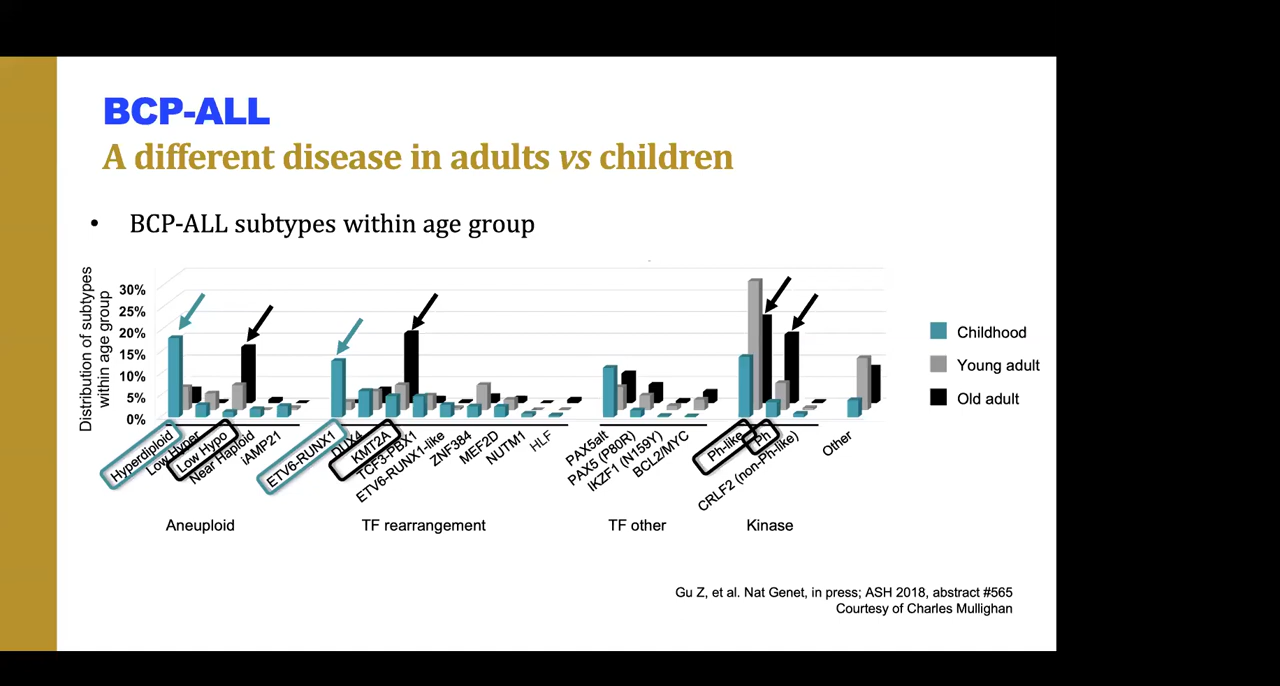 BCP-ALL
A different disease in adults vs children
• BCP-ALL subtypes within age group
Distribution of subtypes
within age group
30%
25%
20%
15%
10%
5%
0%
Hyperdiploid
Low Hyper
Low Hypo
Near Haploid
iAMP21
ETV6-RUNX1
DUX4
KMT2A
TCF3-PBX1
ETV6-RUNX1-like
ZNF384
MEF2D
NUTM1
HLF
PAX5alt
PAX5 (P80R)
IKZF1 (N159Y)
BCL2/MYC
Ph-like
Ph
CRLF2 (non-Ph-like)
Other
Aneuploid
TF rearrangement
TF other
Kinase
Childhood
Young adult
Old adult
Gu Z, et al. Nat Genet, in press; ASH 2018, abstract #565
Courtesy of Charles Mullighan